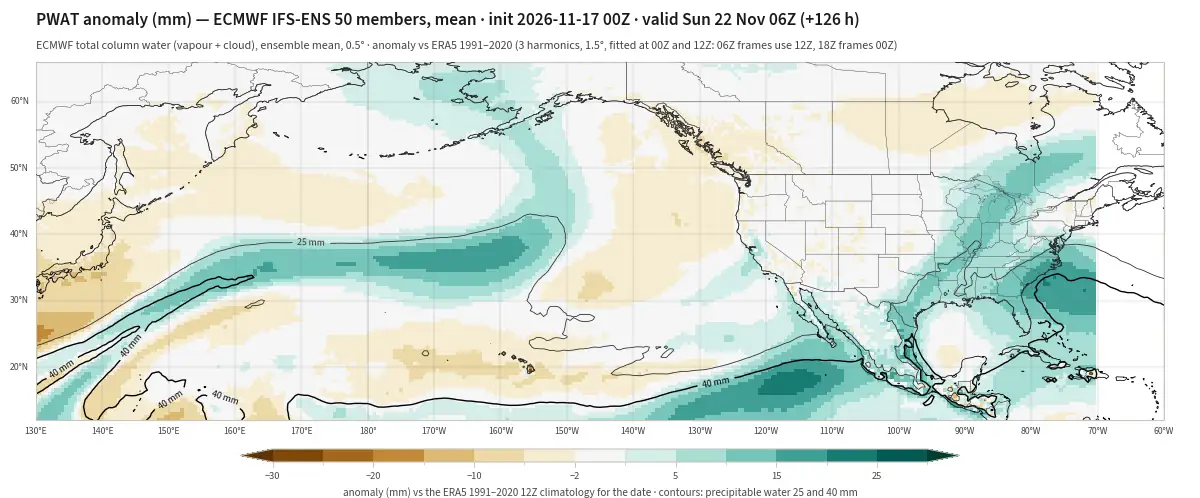 PWAT anomaly (mm) — ECMWF IFS-ENS 50 members, mean · init 2026-11-17 00Z · valid Sun 22 Nov 06Z (+126 h)
ECMWF total column water (vapour + cloud), ensemble mean, 0.5° · anomaly vs ERA5 1991–2020 (3 harmonics, 1.5°, fitted at 00Z and 12Z: 06Z frames use 12Z, 18Z frames 00Z)
60°N
50°N
40°N
30°N
20°N
25 mm
40 mm
40 mm
40 mm
40 mm
40 mm
130°E 140°E 150°E 160°E 170°E 180° 170°W 160°W 150°W 140°W 130°W 120°W 110°W 100°W 90°W 80°W 70°W 60°W
−30 −20 −10 −2 5 15 25
anomaly (mm) vs the ERA5 1991–2020 12Z climatology for the date · contours: precipitable water 25 and 40 mm